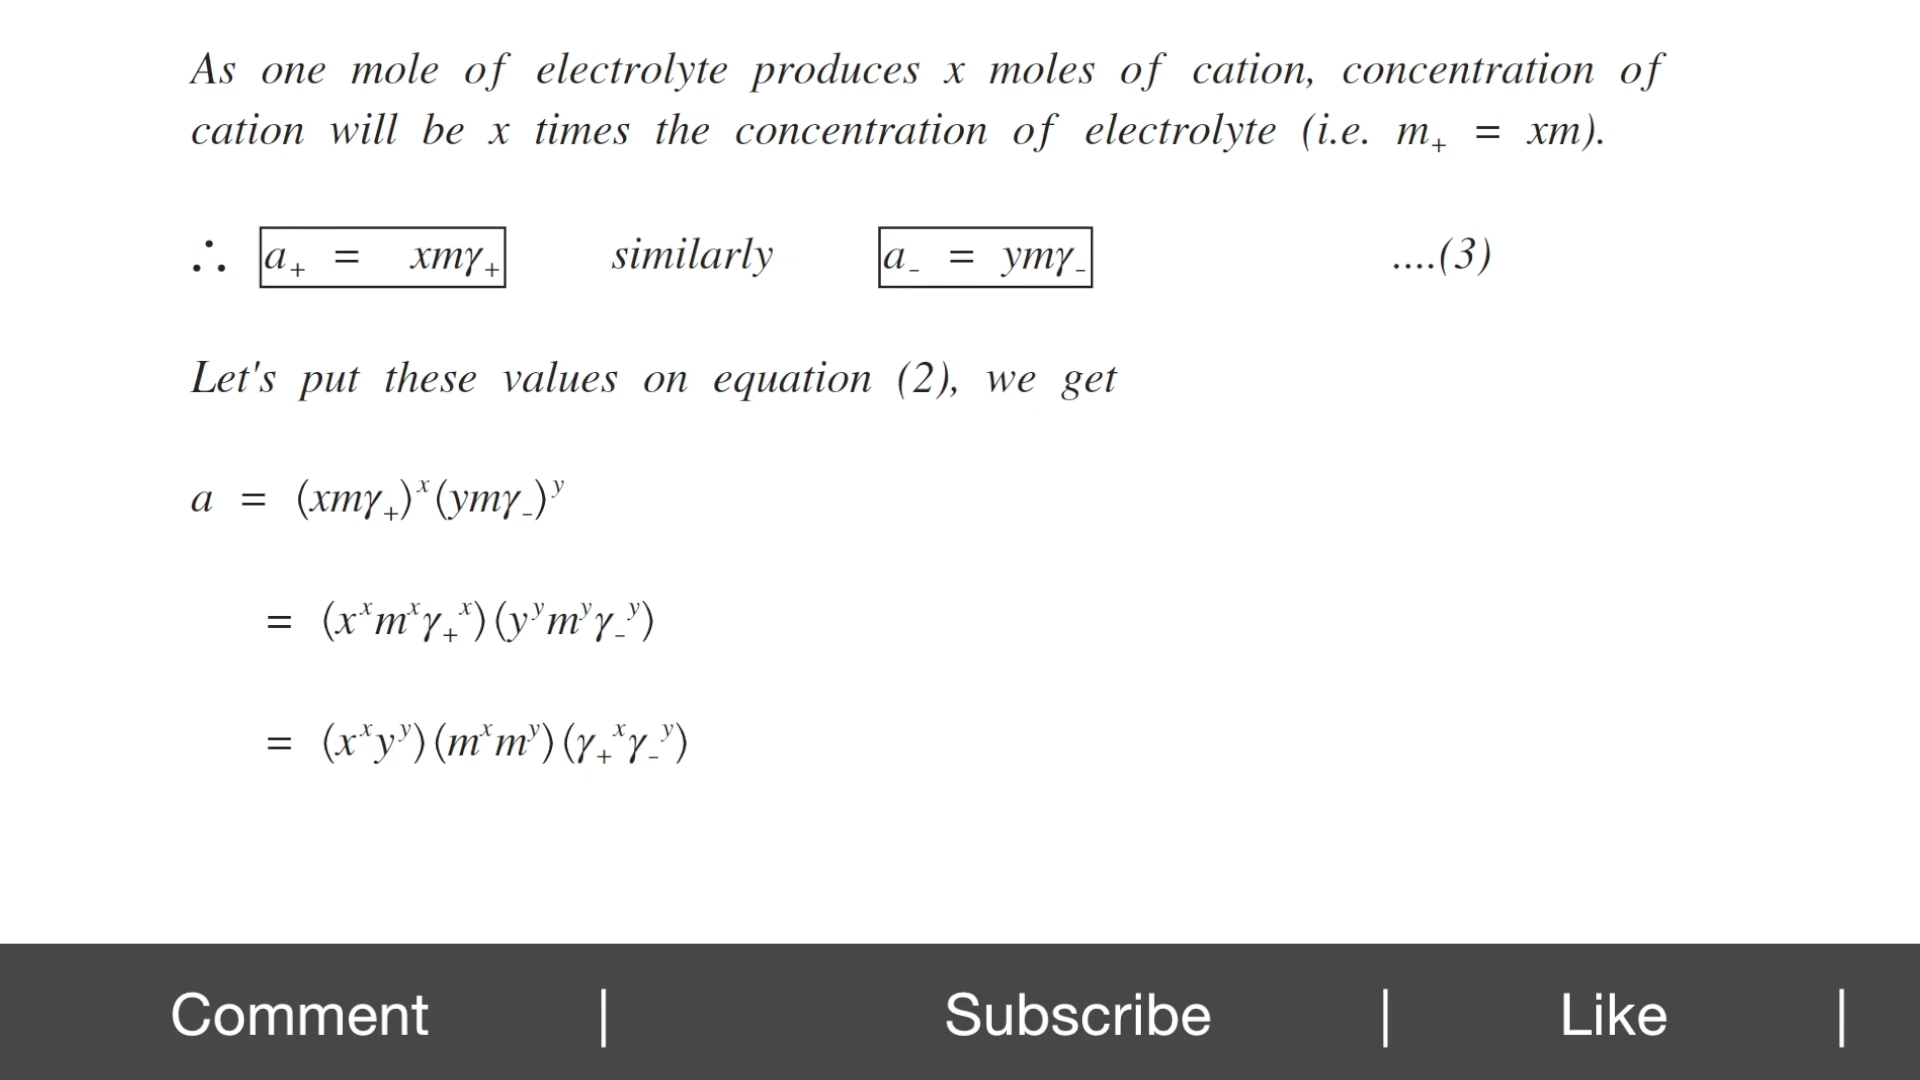 As one mole of electrolyte produces x moles of cation, concentration of
cation will be x times the concentration of electrolyte (i.e. m₊ = xm).
∴ a₊ = xmγ₊ similarly a₋ = ymγ₋ ....(3)
Let's put these values on equation (2), we get
a = (xmγ₊)ˣ(ymγ₋)ʸ
= (xˣmˣγ₊ˣ)(yʸmʸγ₋ʸ)
= (xˣyʸ)(mˣmʸ)(γ₊ˣγ₋ʸ)
Comment | Subscribe | Like |